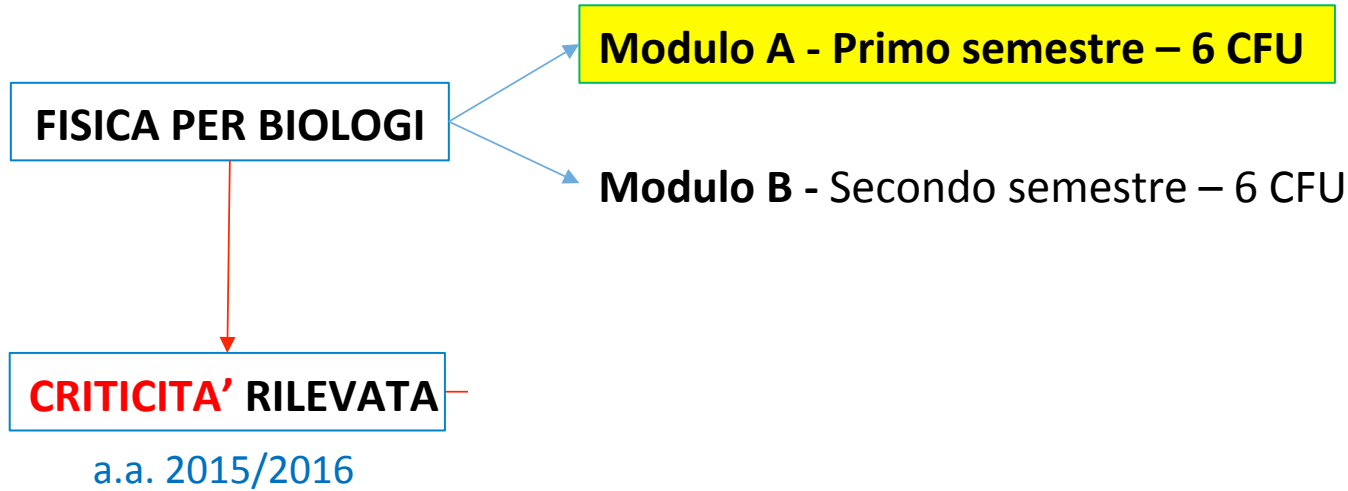 Modulo A - Primo semestre – 6 CFU
FISICA PER BIOLOGI
Modulo B - Secondo semestre – 6 CFU
CRITICITA’ RILEVATA
a.a. 2015/2016